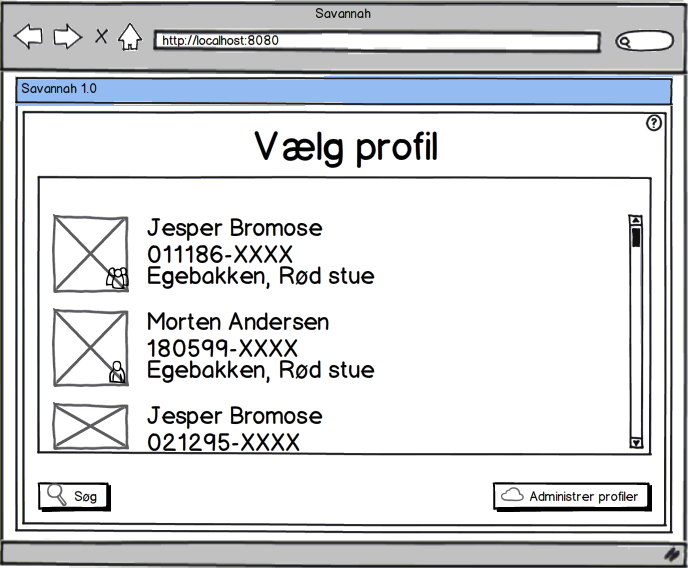 Savannah
http://localhost:8080
Savannah 1.0
?
Vælg profil
Jesper Bromose
011186-XXXX
Egebakken, Rød stue
Morten Andersen
180599-XXXX
Egebakken, Rød stue
Jesper Bromose
021295-XXXX
Søg
Administrer profiler